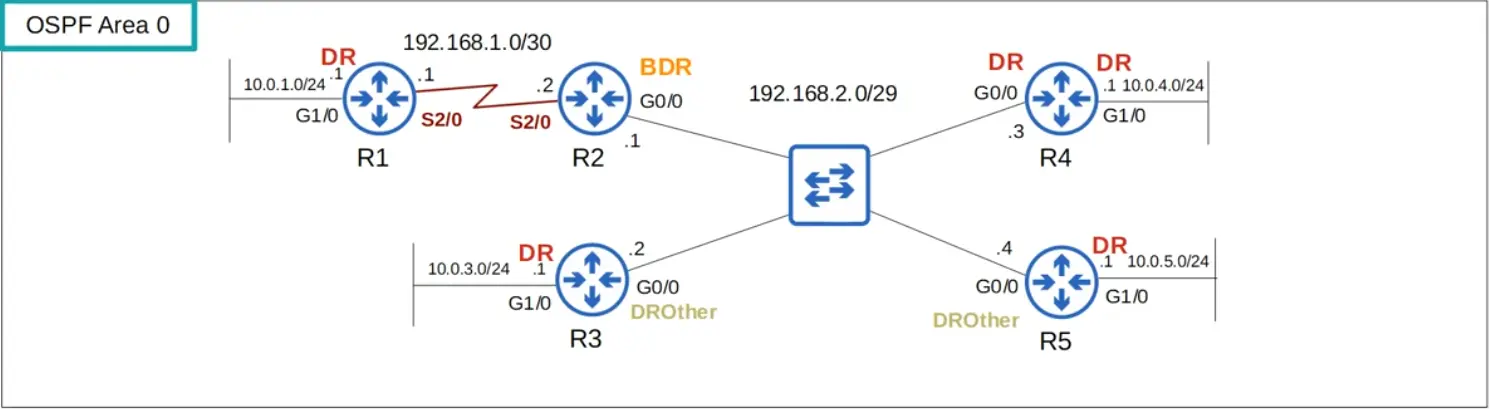 OSPF Area 0
DR
192.168.1.0/30
10.0.1.0/24
.1
.1
G1/0
S2/0
R1
.2
S2/0
BDR
G0/0
.1
R2
192.168.2.0/29
DR
G0/0
.3
DR
.1
10.0.4.0/24
G1/0
R4
10.0.3.0/24
DR
.1
G1/0
.2
G0/0
DROther
R3
.4
G0/0
DROther
DR
.1
10.0.5.0/24
G1/0
R5